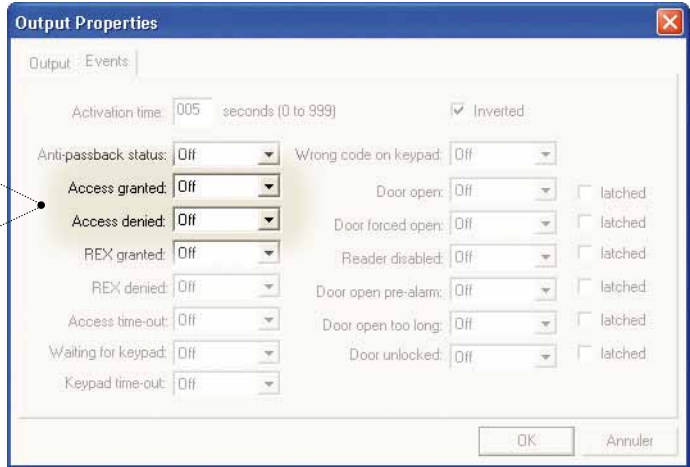 Output Properties
Output Events
Activation time: 005 seconds (0 to 999)
Inverted
Anti-passback status: Off
Access granted: Off
Access denied: Off
REX granted: Off
REX denied: Off
Access time-out: Off
Waiting for keypad: Off
Keypad time-out: Off
Wrong code on keypad: Off
Door open: Off latched
Door forced open: Off latched
Reader disabled: Off latched
Door open pre-alarm: Off latched
Door open too long: Off latched
Door unlocked: Off latched
OK Annuler